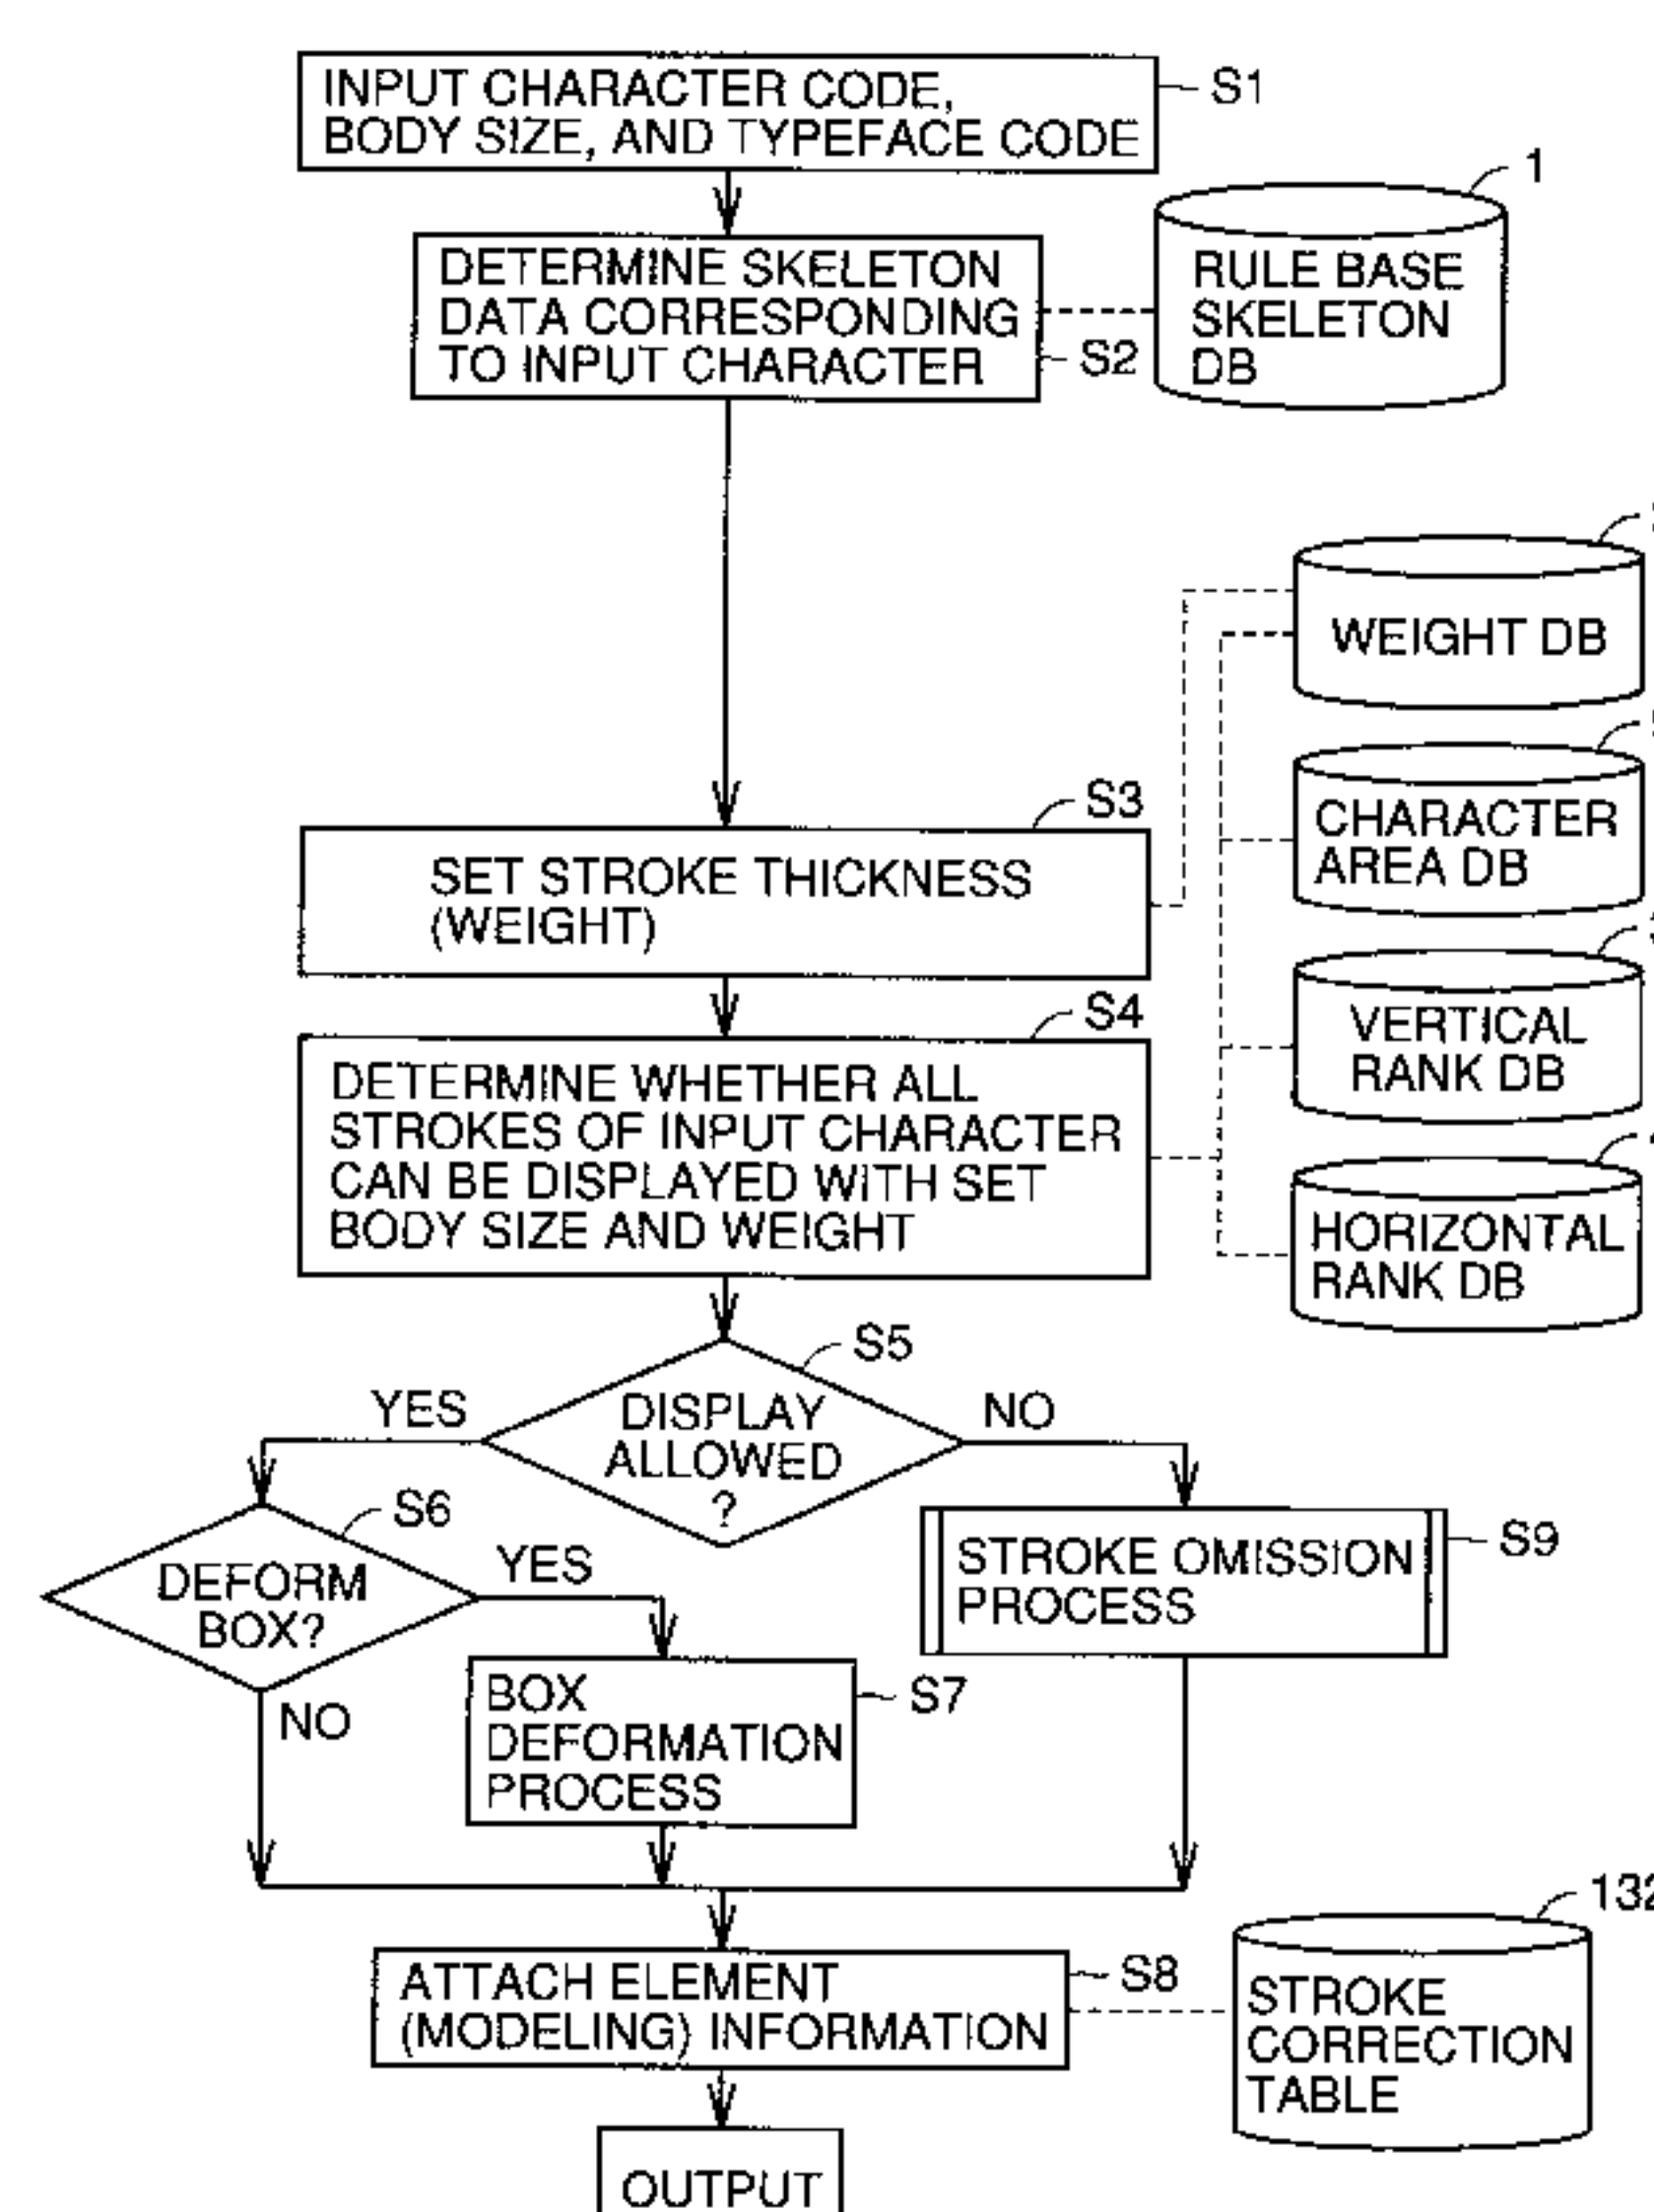 INPUT CHARACTER CODE,
BODY SIZE, AND TYPEFACE CODE
S1
1
DETERMINE SKELETON
DATA CORRESPONDING
TO INPUT CHARACTER
S2
RULE BASE
SKELETON
DB
WEIGHT DB
CHARACTER
AREA DB
S3
SET STROKE THICKNESS
(WEIGHT)
VERTICAL
RANK DB
S4
DETERMINE WHETHER ALL
STROKES OF INPUT CHARACTER
CAN BE DISPLAYED WITH SET
BODY SIZE AND WEIGHT
HORIZONTAL
RANK DB
S5
YES
DISPLAY
ALLOWED
?
NO
S6
DEFORM
BOX?
YES
NO
STROKE OMISSION
PROCESS
S9
BOX
DEFORMATION
PROCESS
S7
132
ATTACH ELEMENT
(MODELING) INFORMATION
S8
STROKE
CORRECTION
TABLE
OUTPUT